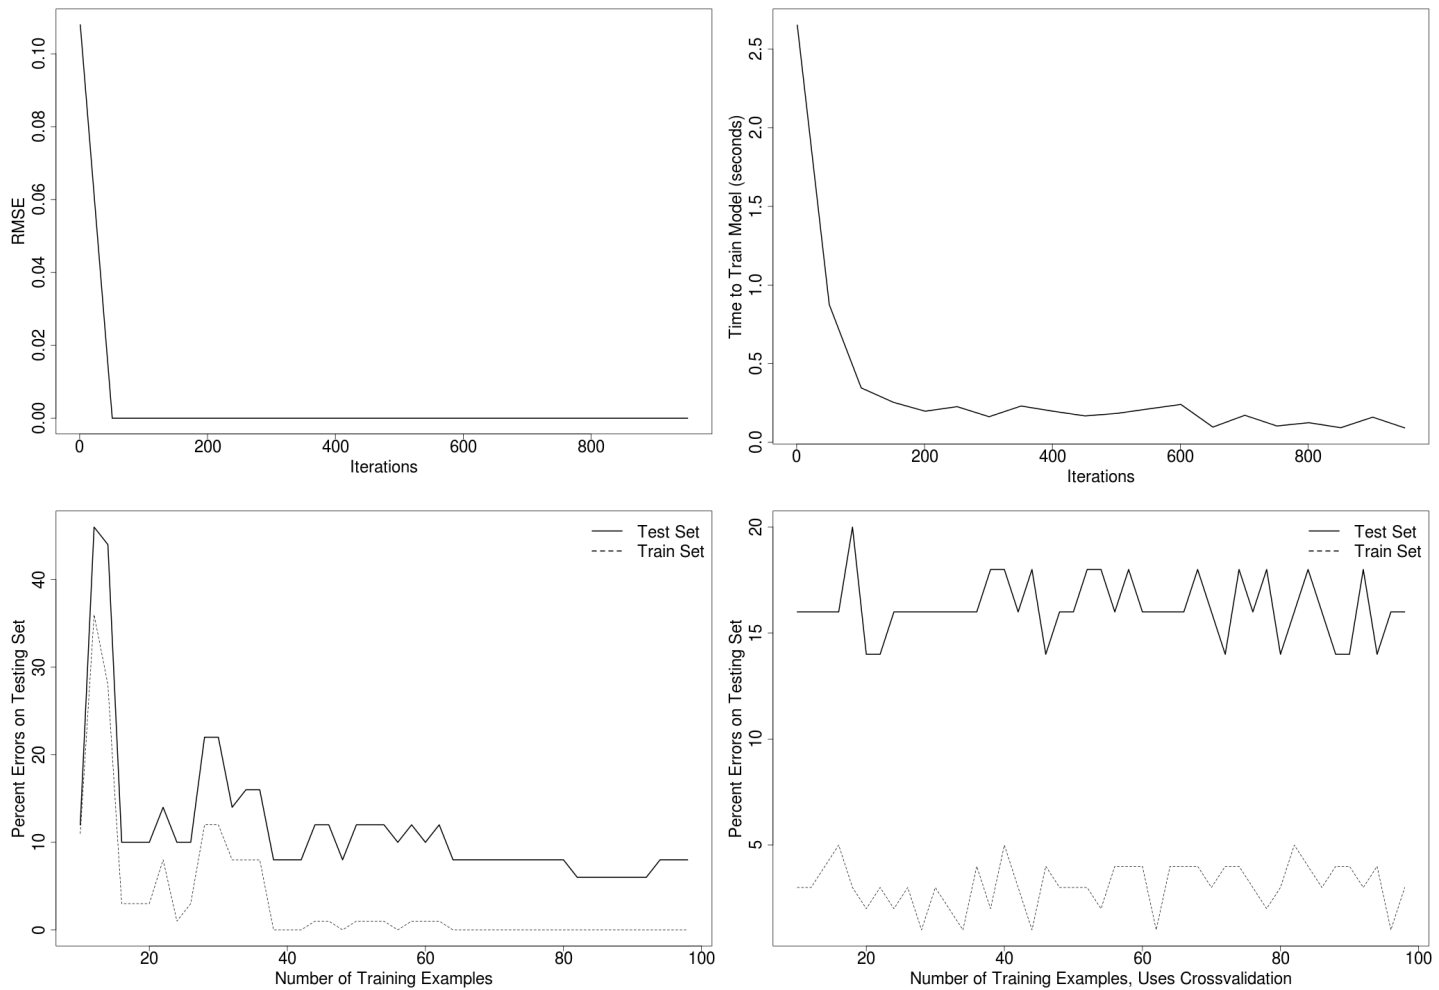 RMSE
0.10
0.08
0.06
0.04
0.02
0.00
0 200 400 600 800
Iterations
Time to Train Model (seconds)
2.5
2.0
1.5
1.0
0.5
0.0
0 200 400 600 800
Iterations
Percent Errors on Testing Set
40
30
20
10
0
Test Set
Train Set
20 40 60 80 100
Number of Training Examples
Percent Errors on Testing Set
20
15
10
5
Test Set
Train Set
20 40 60 80 100
Number of Training Examples, Uses Crossvalidation